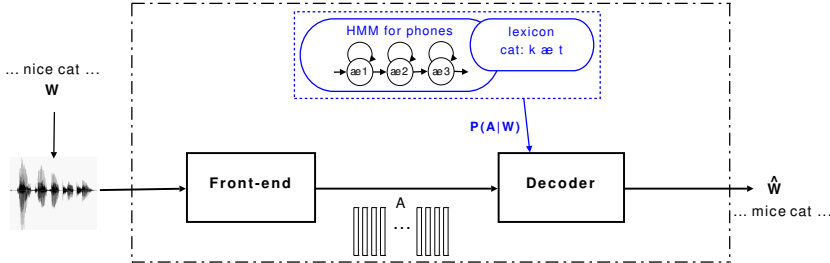 HMM for phones
lexicon
cat: k æ t
æ1 æ2 æ3
... nice cat ...
W
P(A|W)
Front-end
Decoder
A
...
Ŵ
... mice cat ...